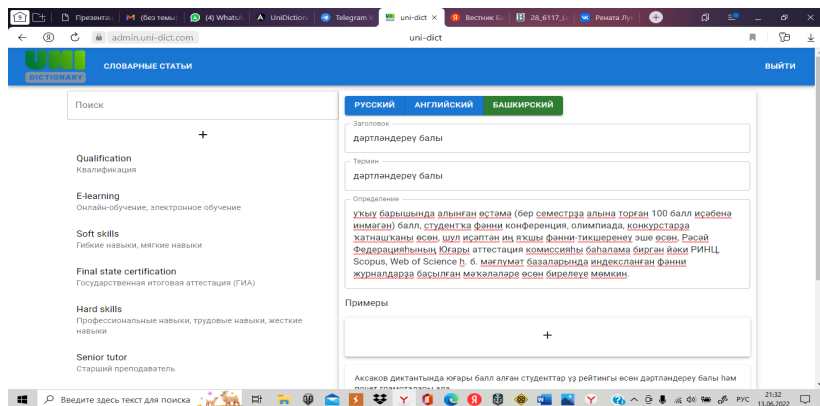 Презентац
(без темы)
(4) WhatsA
UniDiction
Telegram
uni-dict
Вестник Б
28_6117_
Рената Лу
admin.uni-dict.com
uni-dict
UNI
DICTIONARY
СЛОВАРНЫЕ СТАТЬИ
ВЫЙТИ
Поиск
+
Qualification
Квалификация
E-learning
Онлайн-обучение, электронное обучение
Soft skills
Гибкие навыки, мягкие навыки
Final state certification
Государственная итоговая аттестация (ГИА)
Hard skills
Профессиональные навыки, трудовые навыки, жесткие
навыки
Senior tutor
Старший преподаватель
РУССКИЙ АНГЛИЙСКИЙ БАШКИРСКИЙ
Заголовок
дәртләндереү балы
Термин
дәртләндереү балы
Определение
уҡыу барышында алынған өҫтәмә (бер семестрҙа алына торған 100 балл иҫәбенә
инмәгән) балл, студентҡа фәнни конференция, олимпиада, конкурстарҙа
ҡатнашҡаны өсөн, шул иҫәптән иң яҡшы фәнни-тикшеренеү эше өсөн, Рәсәй
Федерацияһының Юғары аттестация комиссияһы баһалама биргән йәки РИНЦ,
Scopus, Web of Science һ. б. мәғлүмәт базаларында индексланған фәнни
журналдарҙа баҫылған мәҡәләләре өсөн бирелеүе мөмкин.
Примеры
+
Аксаков диктантында юғары балл алған студенттар үҙ рейтингы өсөн дәртләндереү балы һәм
Введите здесь текст для поиска
РУС
21:32
13.06.2022